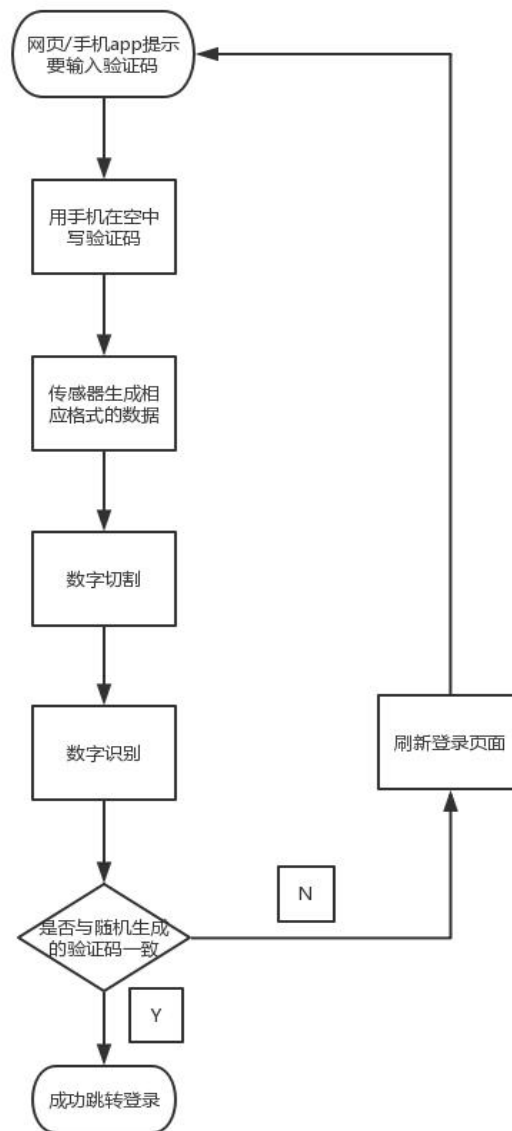 网页/手机app提示
要输入验证码
用手机在空中
写验证码
传感器生成相
应格式的数据
数字切割
数字识别
刷新登录页面
N
是否与随机生成
的验证码一致
Y
成功跳转登录